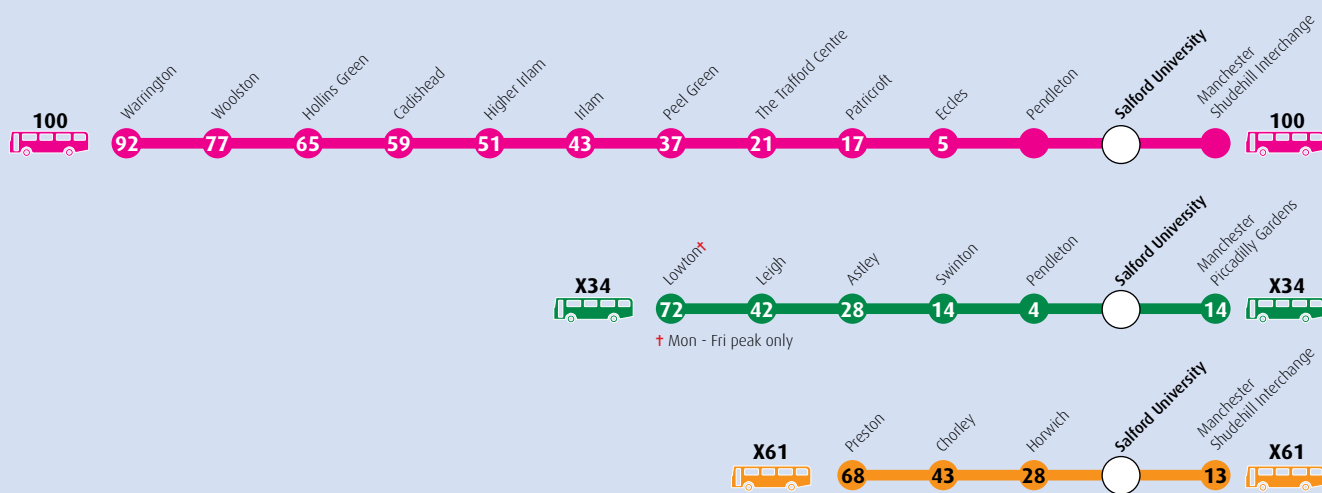 100
Warrington
Woolston
Hollins Green
Cadishead
Higher Irlam
Irlam
Peel Green
The Trafford Centre
Patricroft
Eccles
Pendleton
Salford University
Manchester
Shudehill Interchange
100
92
77
65
59
51
43
37
21
17
5
X34
Lowton†
Leigh
Astley
Swinton
Pendleton
Salford University
Manchester
Piccadilly Gardens
X34
72
42
28
14
4
14
† Mon - Fri peak only
X61
Preston
Chorley
Horwich
Salford University
Manchester
Shudehill Interchange
X61
68
43
28
13